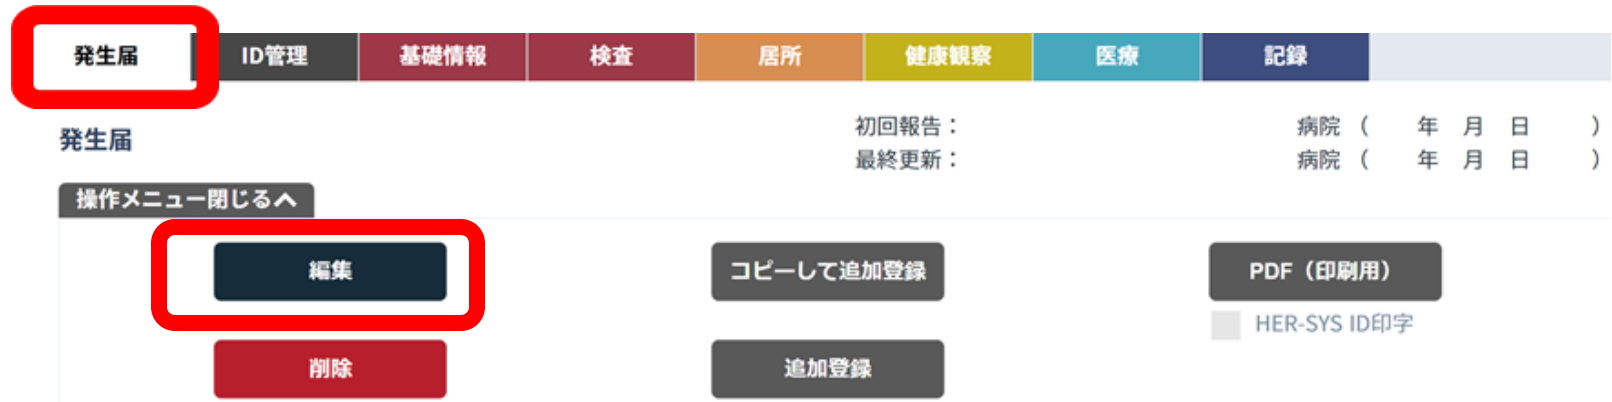 発生届 ID管理 基礎情報 検査 居所 健康観察 医療 記録
発生届
初回報告： 病院 （ 年 月 日 ）
最終更新： 病院 （ 年 月 日 ）
操作メニュー閉じるへ
編集 コピーして追加登録 PDF（印刷用）
HER-SYS ID印字
削除 追加登録